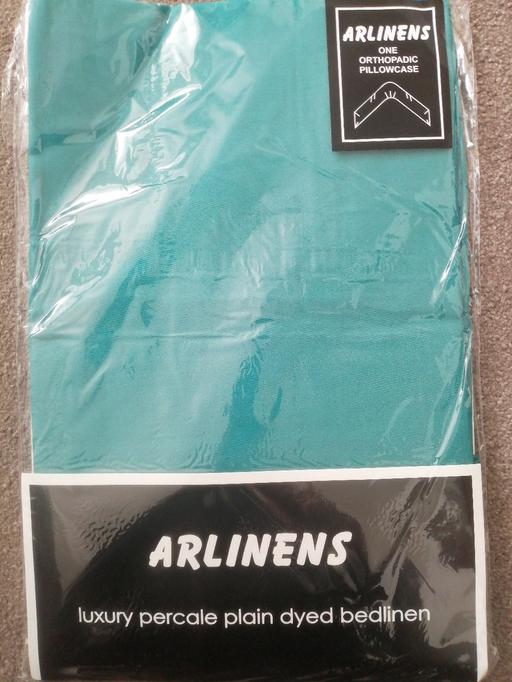 ARLINENS
ONE
ORTHOPADIC
PILLOWCASE
ARLINENS
luxury percale plain dyed bedlinen